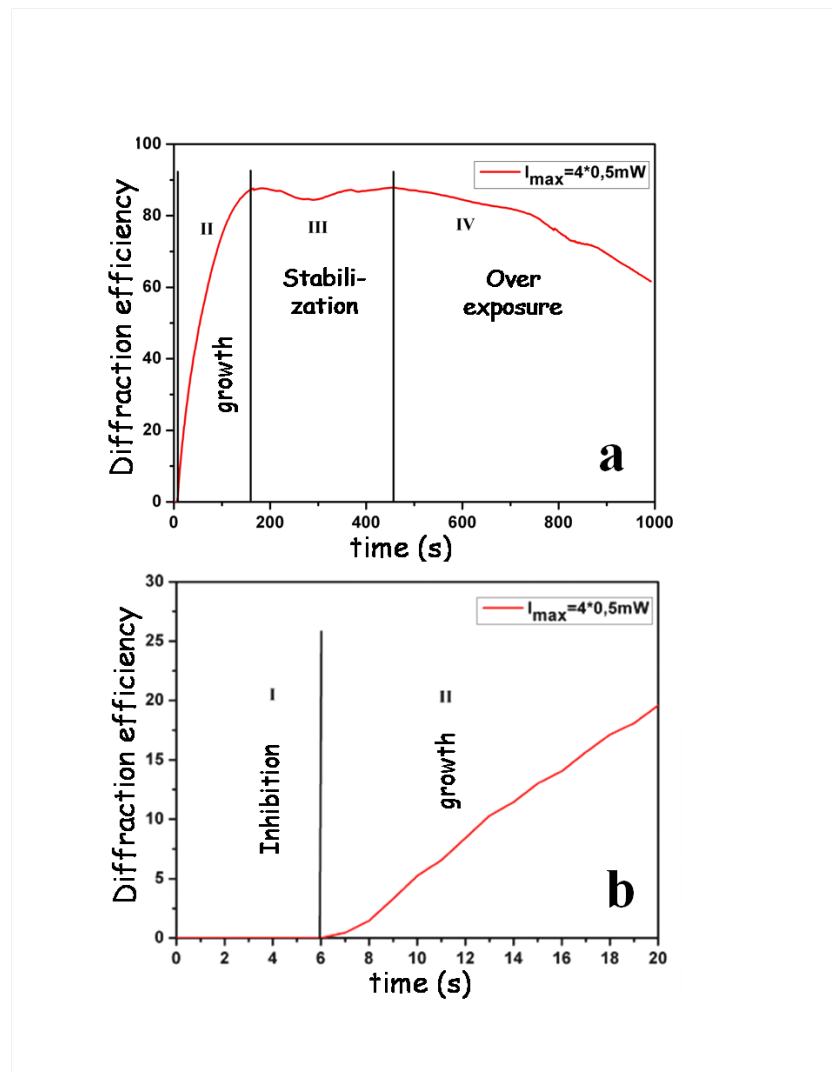 100
80
60
40
20
0
Diffraction efficiency
I max=4*0,5mW
II
III
IV
growth
Stabili-
zation
Over
exposure
a
0 200 400 600 800 1000
time (s)
30
25
20
15
10
5
0
Diffraction efficiency
I max=4*0,5mW
I
II
Inhibition
growth
b
0 2 4 6 8 10 12 14 16 18 20
time (s)